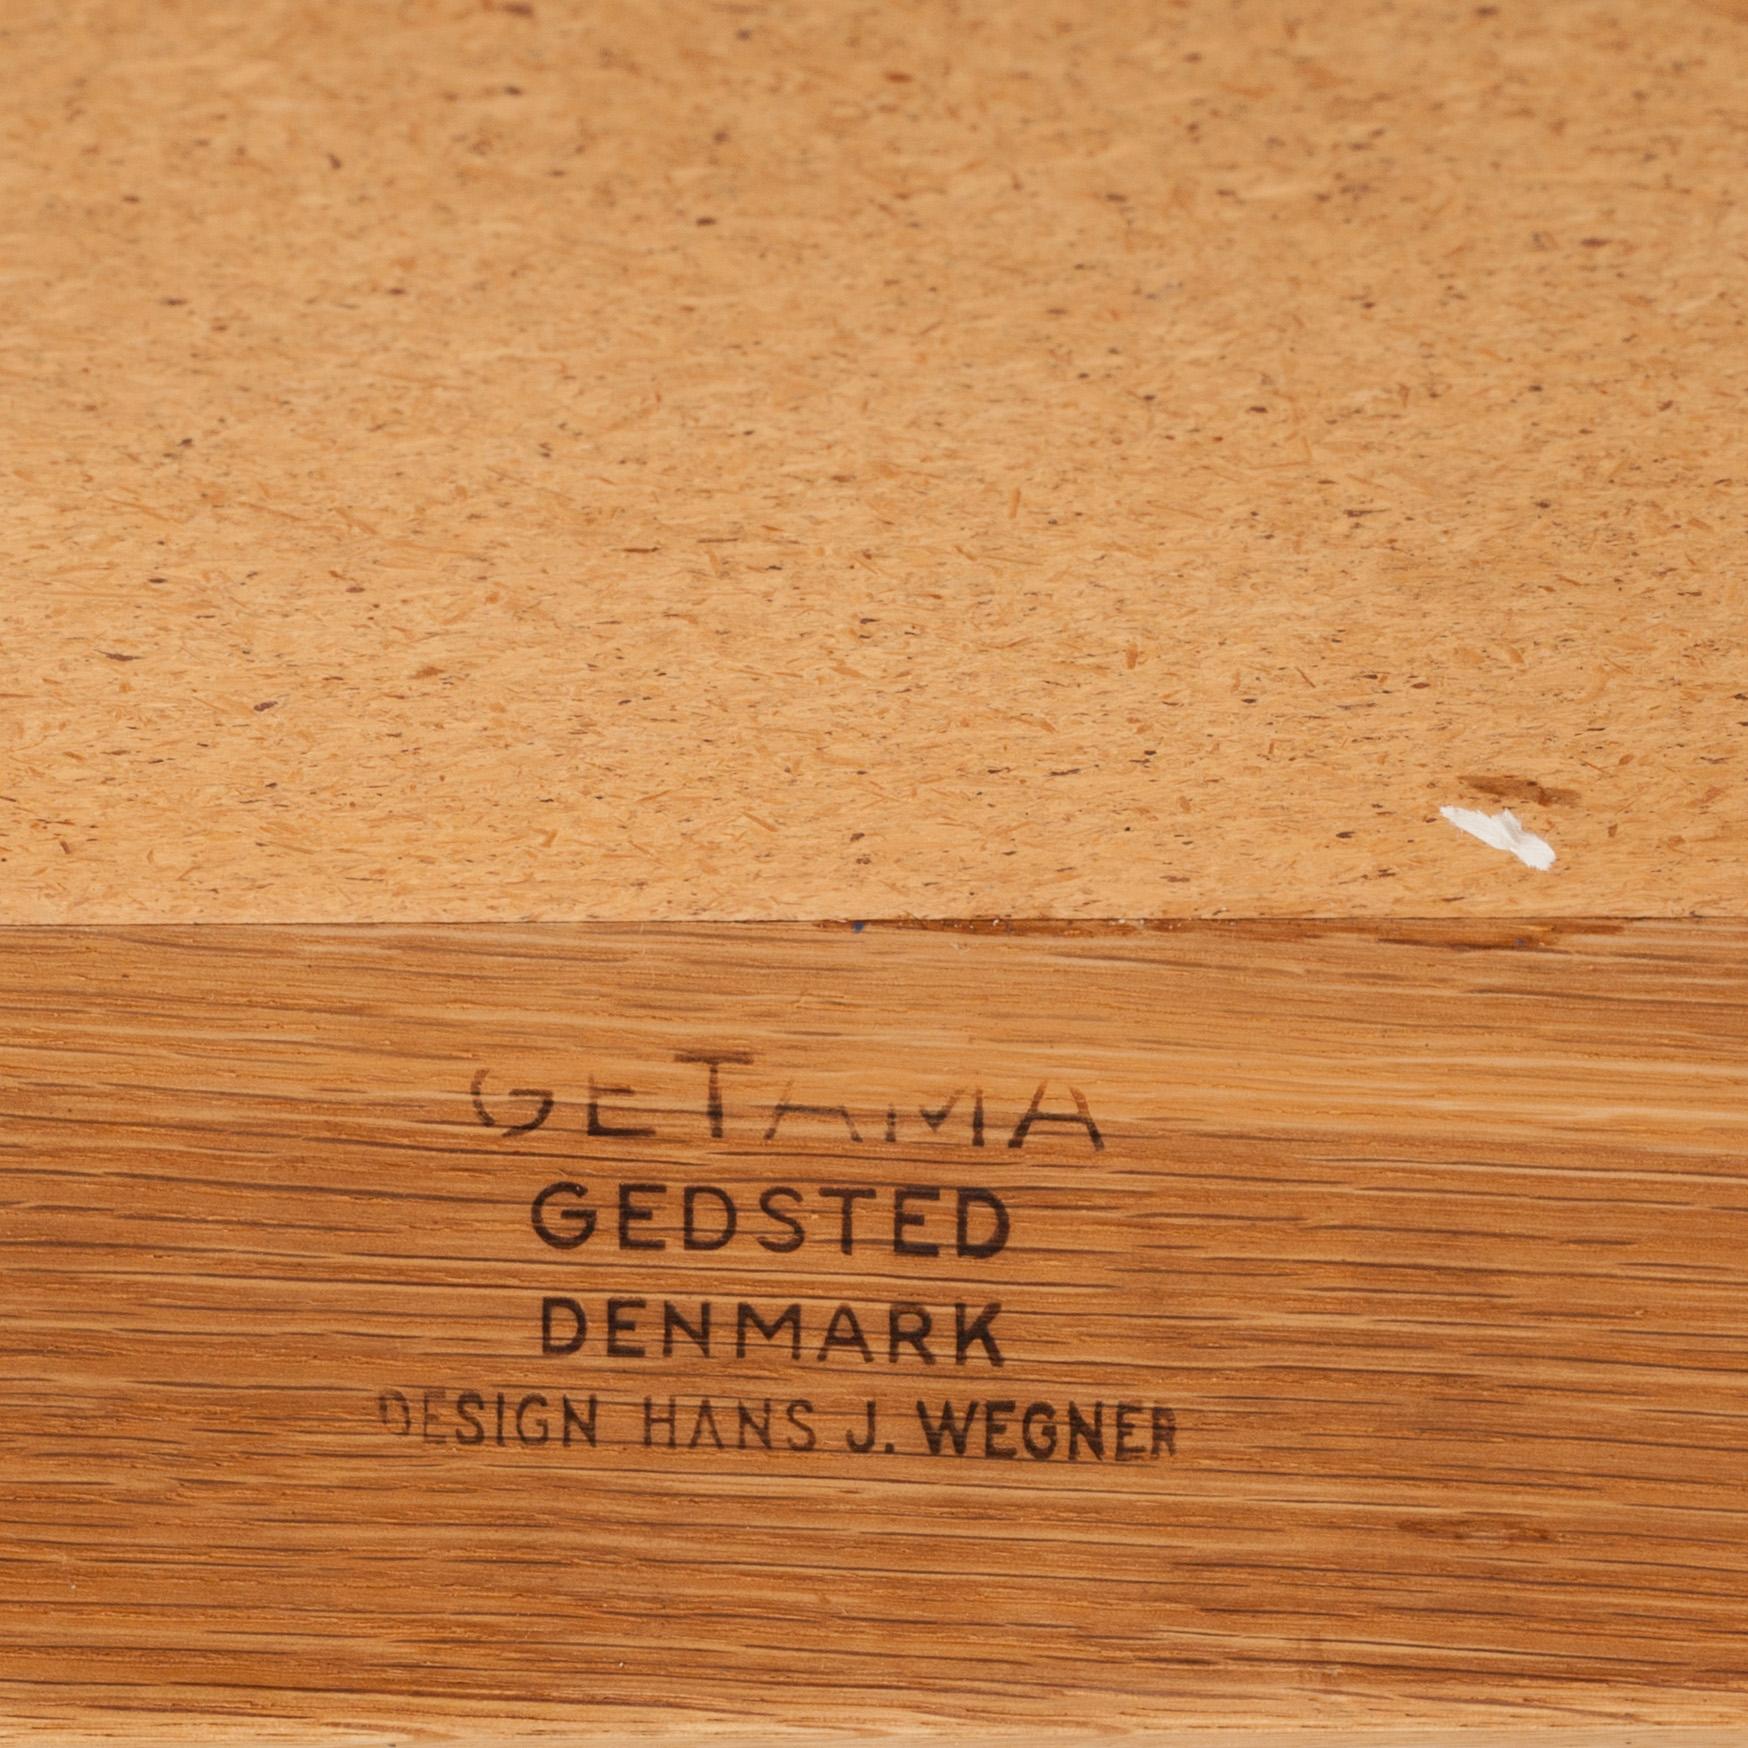 GETAMA
GEDSTED
DENMARK
DESIGN HANS J. WEGNER